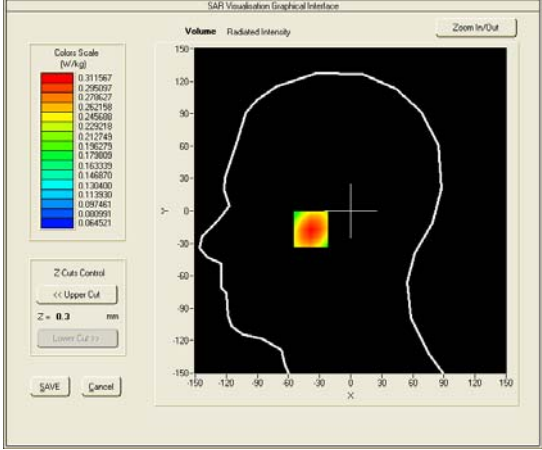 SAR Visualisation Graphical Interface
Volume Radiated Intensity
Zoom In/Out
Colors Scale
(W/kg)
0.311567
0.295097
0.278627
0.262158
0.245688
0.229218
0.212749
0.196279
0.179809
0.163339
0.146870
0.130400
0.113930
0.097461
0.080991
0.064521
Z Cuts Control
<< Upper Cut
Z = 0.3 mm
Lower Cut >>
SAVE
Cancel
150
120
90
60
30
0
-30
-60
-90
-120
-150
Y
-150 -120 -90 -60 -30 0 30 60 90 120 150
X